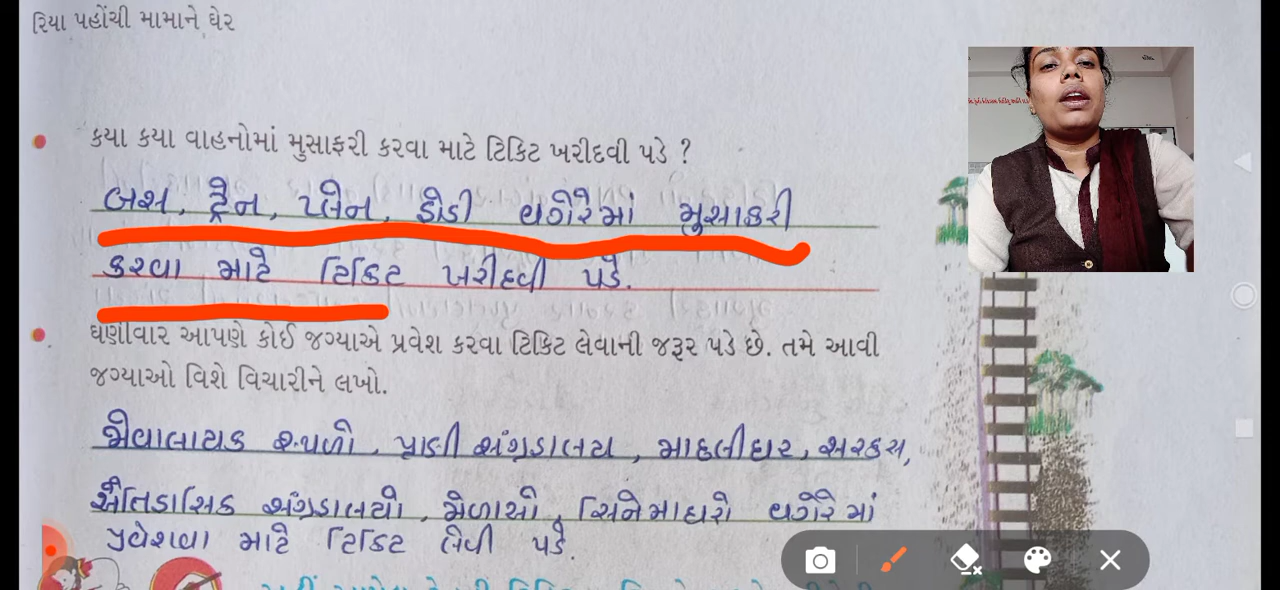 રિયા પહોંચી મામાને ઘેર
કયા કયા વાહનોમાં મુસાફરી કરવા માટે ટિકિટ ખરીદવી પડે ?
બસ, ટ્રેન, પ્લેન, હોડી વગેરેમાં મુસાફરી
કરવા માટે ટિકિટ ખરીદવી પડે.
ઘણીવાર આપણે કોઈ જગ્યાએ પ્રવેશ કરવા ટિકિટ લેવાની જરૂર પડે છે. તમે આવી
જગ્યાઓ વિશે વિચારીને લખો.
જોવાલાયક સ્થળો, પ્રાણી સંગ્રહાલય, માછલીઘર, સરકસ,
ઐતિહાસિક સંગ્રહાલયો, મેળાઓ, સિનેમાઘરો વગેરેમાં
પ્રવેશવા માટે ટિકિટ લેવી પડે.